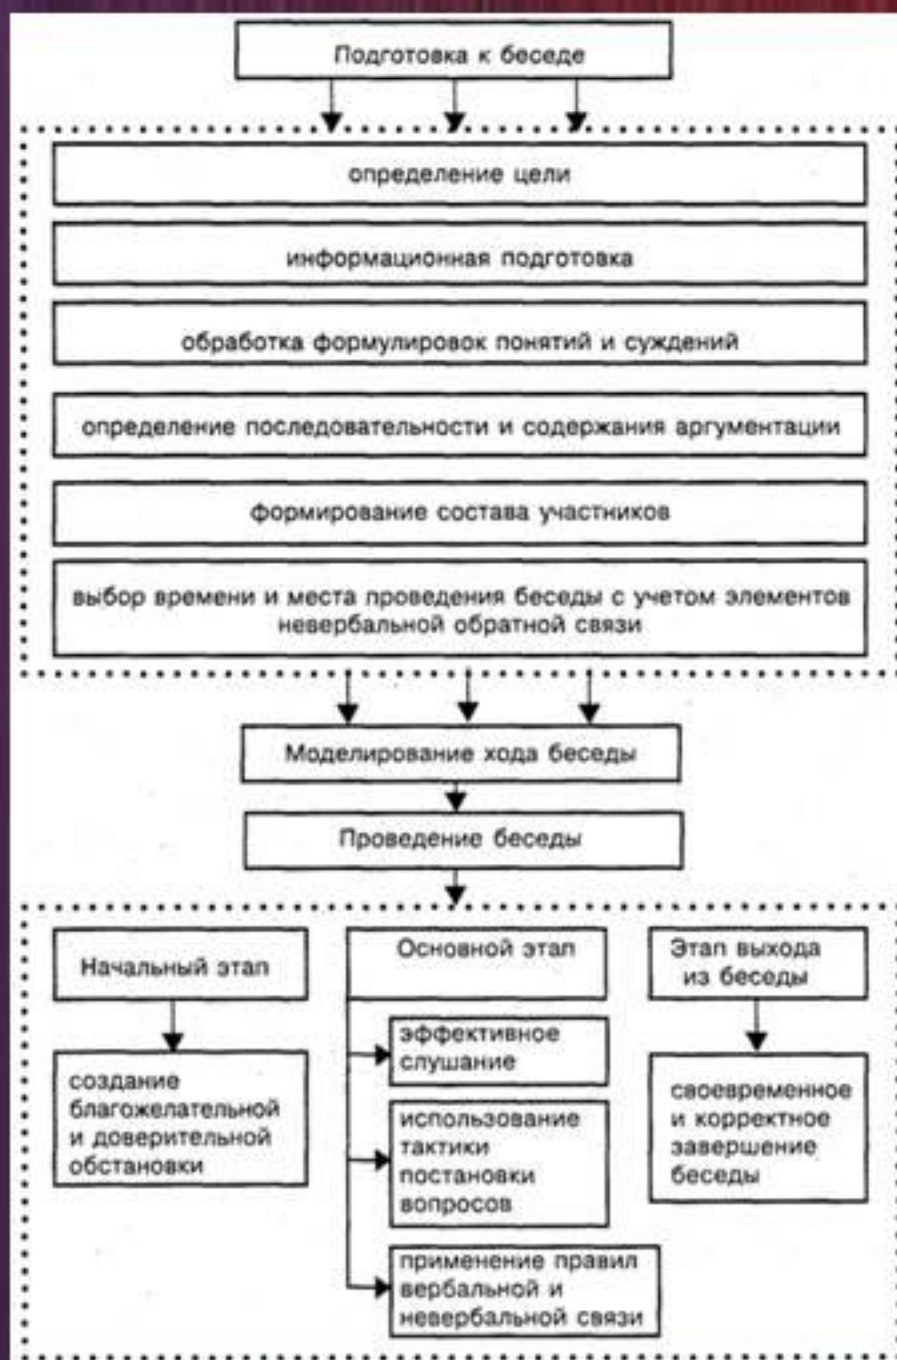 Подготовка к беседе
определение цели
информационная подготовка
обработка формулировок понятий и суждений
определение последовательности и содержания аргументации
формирование состава участников
выбор времени и места проведения беседы с учетом элементов
невербальной обратной связи
Моделирование хода беседы
Проведение беседы
Начальный этап
создание
благожелательной
и доверительной
обстановки
Основной этап
эффективное
слушание
использование
тактики
постановки
вопросов
применение правил
вербальной и
невербальной связи
Этап выхода
из беседы
своевременное
и корректное
завершение
беседы